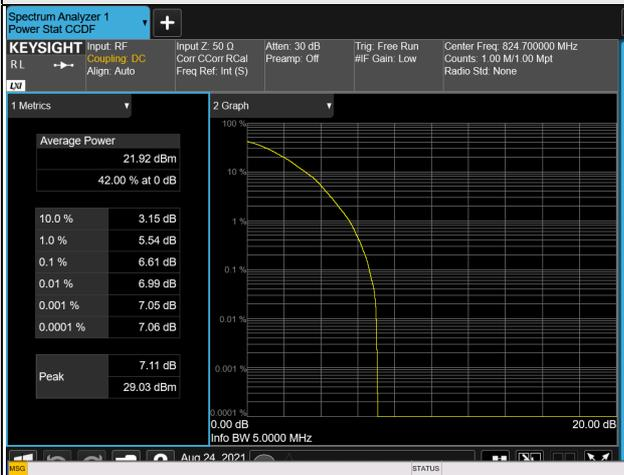 Spectrum Analyzer 1
Power Stat CCDF
KEYSIGHT
R L
LXI
Input: RF
Coupling: DC
Align: Auto
Input Z: 50 Ω
Corr CCorr RCal
Freq Ref: Int (S)
Atten: 30 dB
Preamp: Off
Trig: Free Run
#IF Gain: Low
Center Freq: 824.700000 MHz
Counts: 1.00 M/1.00 Mpt
Radio Std: None
1 Metrics
Average Power
21.92 dBm
42.00 % at 0 dB
10.0 % 3.15 dB
1.0 % 5.54 dB
0.1 % 6.61 dB
0.01 % 6.99 dB
0.001 % 7.05 dB
0.0001 % 7.06 dB
Peak
7.11 dB
29.03 dBm
2 Graph
100 %
10 %
1 %
0.1 %
0.01 %
0.001 %
0.0001 %
0.00 dB 20.00 dB
Info BW 5.0000 MHz
Aug 24, 2021
MSG STATUS